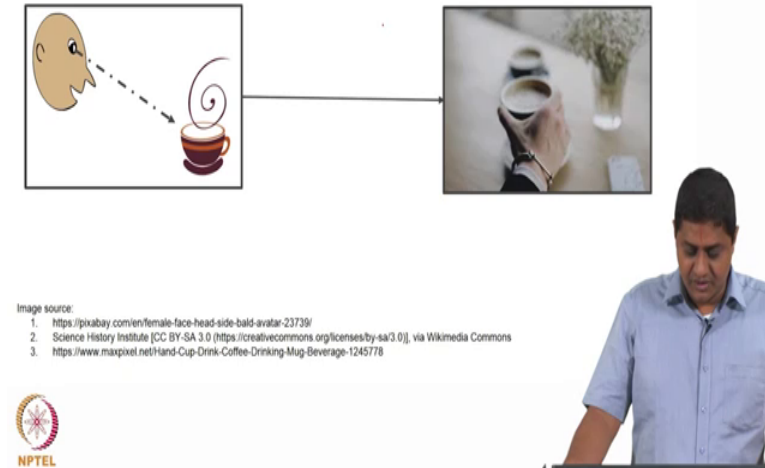 Image source:
1. https://pixabay.com/en/female-face-head-side-bald-avatar-23739/
2. Science History Institute [CC BY-SA 3.0 (https://creativecommons.org/licenses/by-sa/3.0)], via Wikimedia Commons
3. https://www.maxpixel.net/Hand-Cup-Drink-Coffee-Drinking-Mug-Beverage-1245778
NPTEL